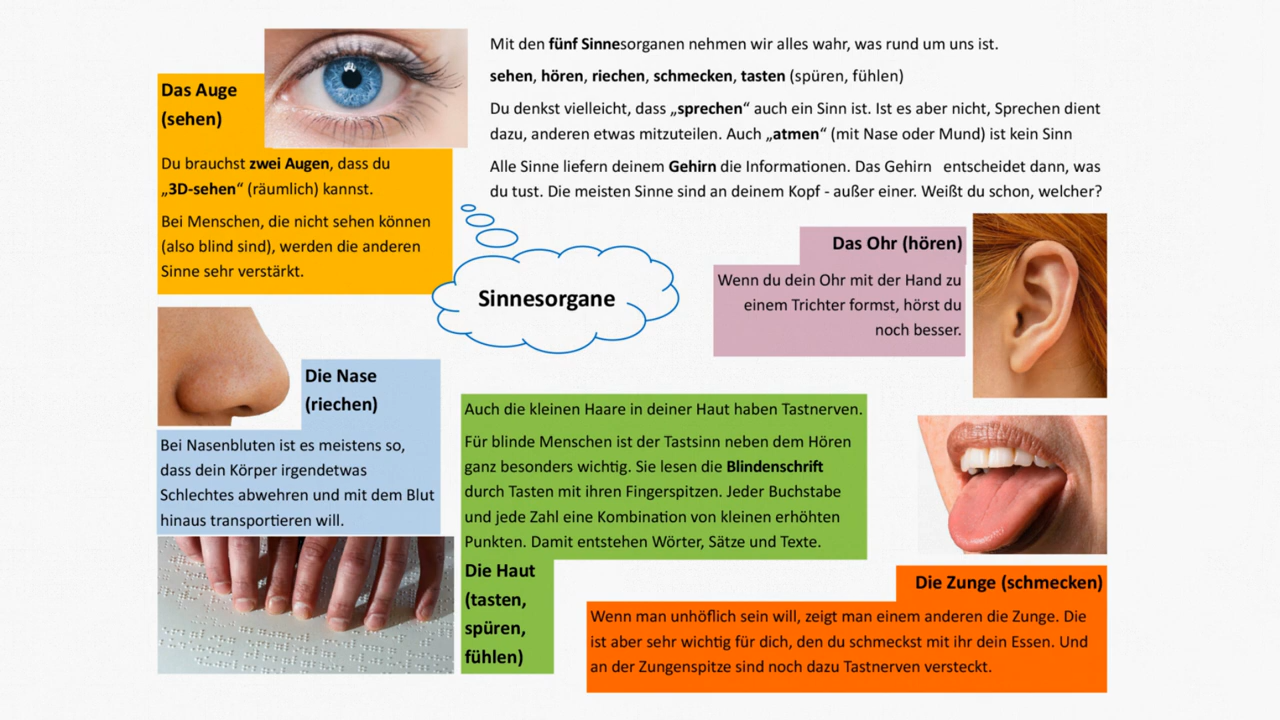 Mit den fünf Sinnesorganen nehmen wir alles wahr, was rund um uns ist.
sehen, hören, riechen, schmecken, tasten (spüren, fühlen)
Du denkst vielleicht, dass „sprechen“ auch ein Sinn ist. Ist es aber nicht, Sprechen dient
dazu, anderen etwas mitzuteilen. Auch „atmen“ (mit Nase oder Mund) ist kein Sinn
Alle Sinne liefern deinem Gehirn die Informationen. Das Gehirn entscheidet dann, was
du tust. Die meisten Sinne sind an deinem Kopf - außer einer. Weißt du schon, welcher?
Das Auge
(sehen)
Du brauchst zwei Augen, dass du
„3D-sehen“ (räumlich) kannst.
Bei Menschen, die nicht sehen können
(also blind sind), werden die anderen
Sinne sehr verstärkt.
Sinnesorgane
Das Ohr (hören)
Wenn du dein Ohr mit der Hand zu
einem Trichter formst, hörst du
noch besser.
Die Nase
(riechen)
Bei Nasenbluten ist es meistens so,
dass dein Körper irgendetwas
Schlechtes abwehren und mit dem Blut
hinaus transportieren will.
Auch die kleinen Haare in deiner Haut haben Tastnerven.
Für blinde Menschen ist der Tastsinn neben dem Hören
ganz besonders wichtig. Sie lesen die Blindenschrift
durch Tasten mit ihren Fingerspitzen. Jeder Buchstabe
und jede Zahl eine Kombination von kleinen erhöhten
Punkten. Damit entstehen Wörter, Sätze und Texte.
Die Haut
(tasten,
spüren,
fühlen)
Die Zunge (schmecken)
Wenn man unhöflich sein will, zeigt man einem anderen die Zunge. Die
ist aber sehr wichtig für dich, den du schmeckst mit ihr dein Essen. Und
an der Zungenspitze sind noch dazu Tastnerven versteckt.